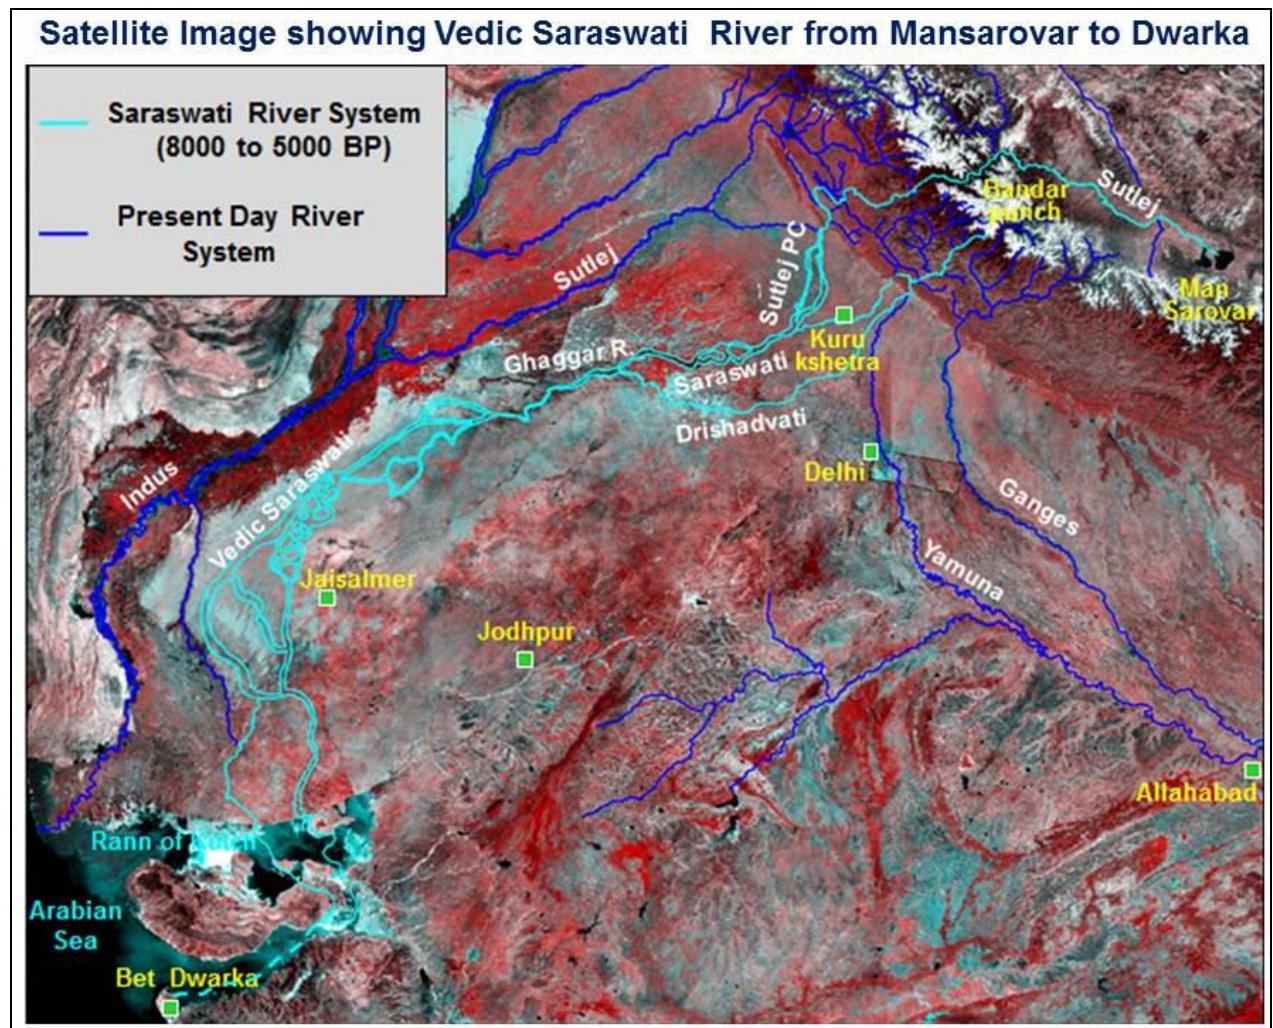 Satellite Image showing Vedic Saraswati River from Mansarovar to Dwarka
Saraswati River System
(8000 to 5000 BP)
Present Day River
System
Bandar
punch
Sutlej
Man
Sarovar
Sutlej PC
Sutlej
Kuru
kshetra
Ghaggar R.
Saraswati
Drishadvati
Delhi
Indus
Vedic Saraswati
Ganges
Yamuna
Jaisalmer
Jodhpur
Allahabad
Rann of Kutch
Arabian
Sea
Bet Dwarka